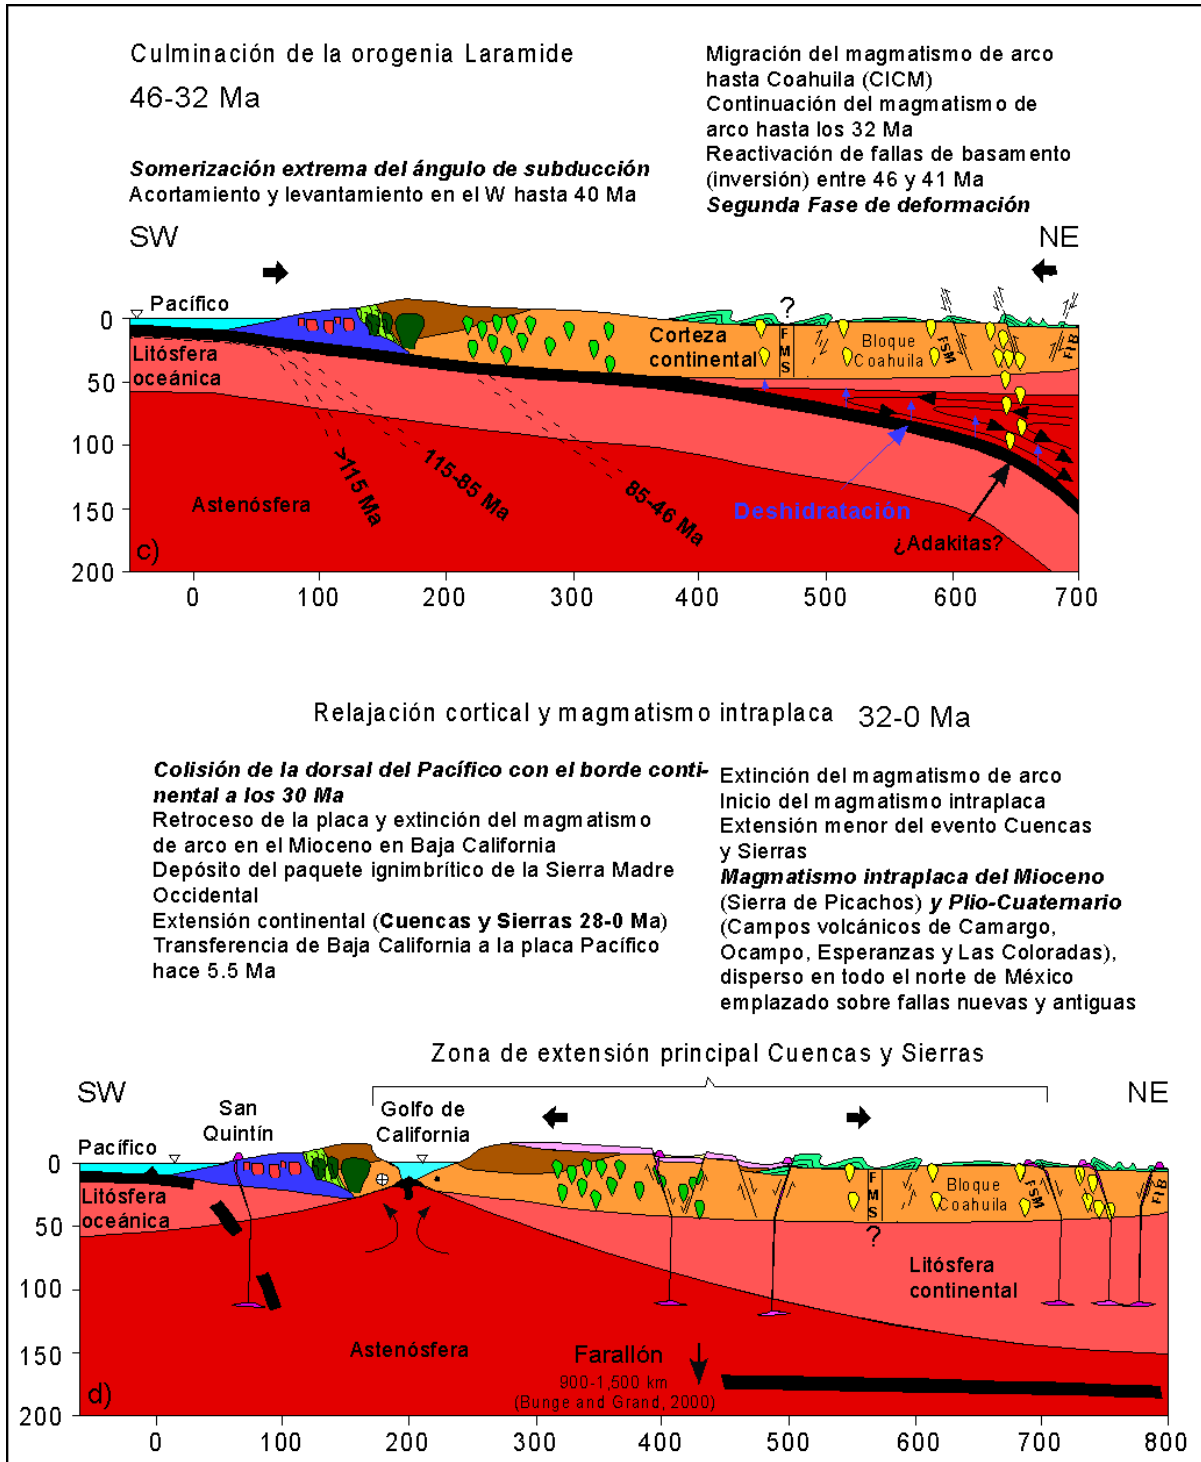 Culminación de la orogenia Laramide
46-32 Ma
Somerización extrema del ángulo de subducción
Acortamiento y levantamiento en el W hasta 40 Ma
Migración del magmatismo de arco
hasta Coahuila (CICM)
Continuación del magmatismo de
arco hasta los 32 Ma
Reactivación de fallas de basamento
(inversión) entre 46 y 41 Ma
Segunda Fase de deformación
SW
NE
Pacífico
?
0
50
100
150
200
Litósfera
oceánica
Corteza
continental
FMS
Bloque
Coahuila
FSM
FTB
>115 Ma
115-85 Ma
85-46 Ma
Astenósfera
Deshidratación
¿Adakitas?
c)
0 100 200 300 400 500 600 700
Relajación cortical y magmatismo intraplaca 32-0 Ma
Colisión de la dorsal del Pacífico con el borde conti-
nental a los 30 Ma
Retroceso de la placa y extinción del magmatismo
de arco en el Mioceno en Baja California
Depósito del paquete ignimbrítico de la Sierra Madre
Occidental
Extensión continental (Cuencas y Sierras 28-0 Ma)
Transferencia de Baja California a la placa Pacífico
hace 5.5 Ma
Extinción del magmatismo de arco
Inicio del magmatismo intraplaca
Extensión menor del evento Cuencas
y Sierras
Magmatismo intraplaca del Mioceno
(Sierra de Picachos) y Plio-Cuaternario
(Campos volcánicos de Camargo,
Ocampo, Esperanzas y Las Coloradas),
disperso en todo el norte de México
emplazado sobre fallas nuevas y antiguas
Zona de extensión principal Cuencas y Sierras
SW
NE
San
Quintín
Golfo de
California
Pacífico
0
50
100
150
200
Litósfera
oceánica
FMS
?
Bloque
Coahuila
FSM
FTB
Litósfera
continental
Astenósfera
Farallón
900-1,500 km
(Bunge and Grand, 2000)
d)
0 100 200 300 400 500 600 700 800